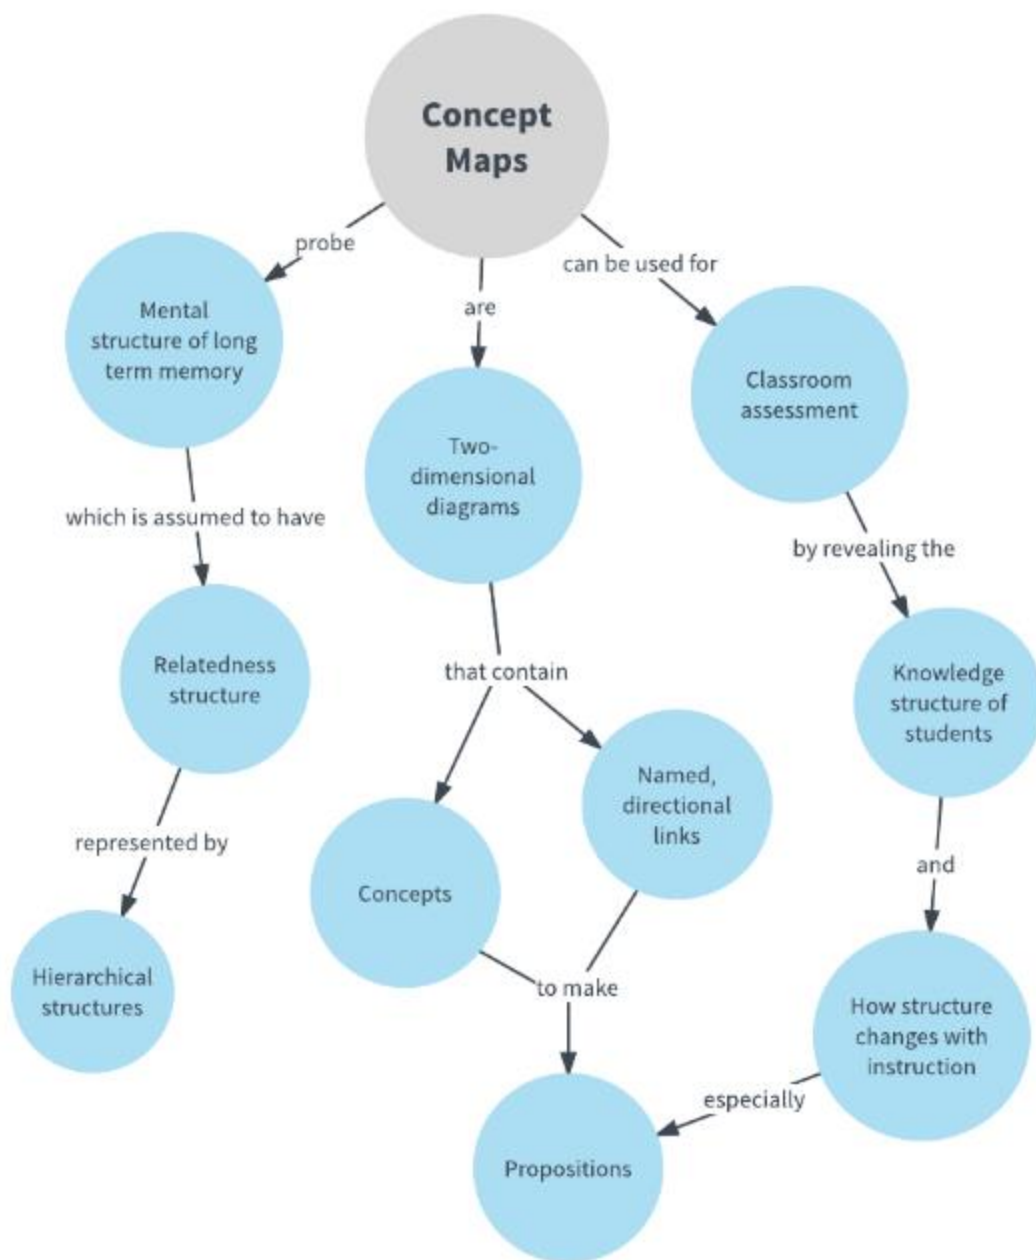 Concept
Maps
probe
are
can be used for
Mental
structure of long
term memory
Two-
dimensional
diagrams
Classroom
assessment
which is assumed to have
by revealing the
Relatedness
structure
that contain
Knowledge
structure of
students
Named,
directional
links
represented by
Concepts
and
Hierarchical
structures
to make
How structure
changes with
instruction
especially
Propositions